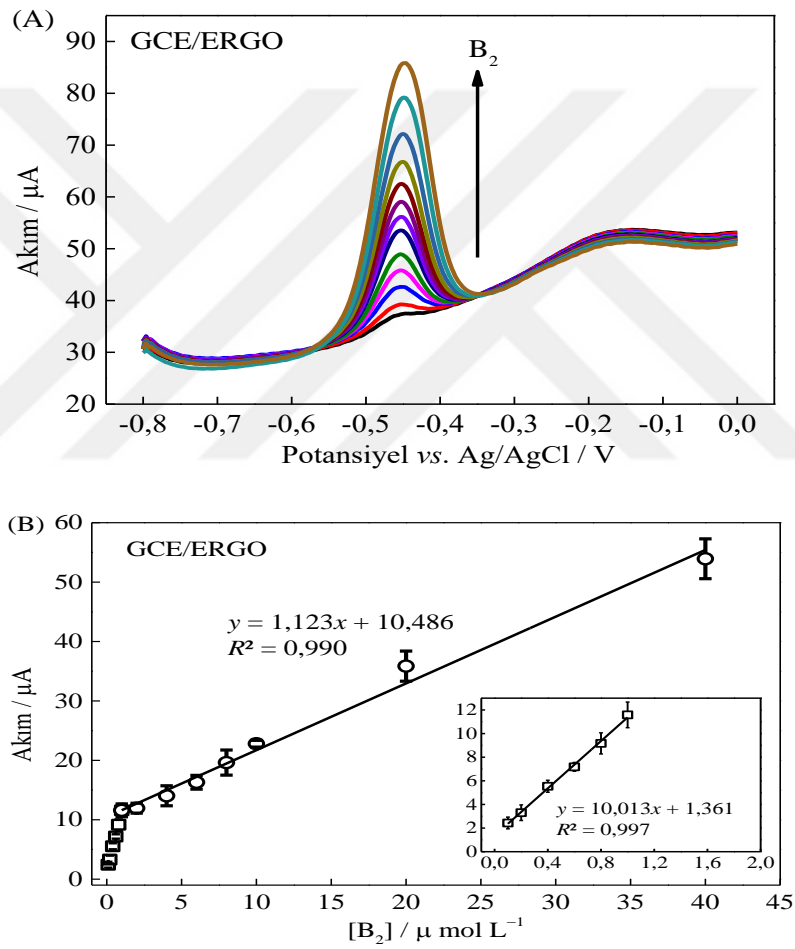 (A)
GCE/ERGO
B₂
90
80
70
60
50
40
30
20
Akım / µA
-0,8 -0,7 -0,6 -0,5 -0,4 -0,3 -0,2 -0,1 0,0
Potansiyel vs. Ag/AgCl / V
(B)
GCE/ERGO
60
50
40
30
20
10
0
Akım / µA
y = 1,123x + 10,486
R² = 0,990
12
10
8
6
4
2
0
y = 10,013x + 1,361
R² = 0,997
0,0 0,4 0,8 1,2 1,6 2,0
0 5 10 15 20 25 30 35 40 45
[B₂] / µ mol L⁻¹